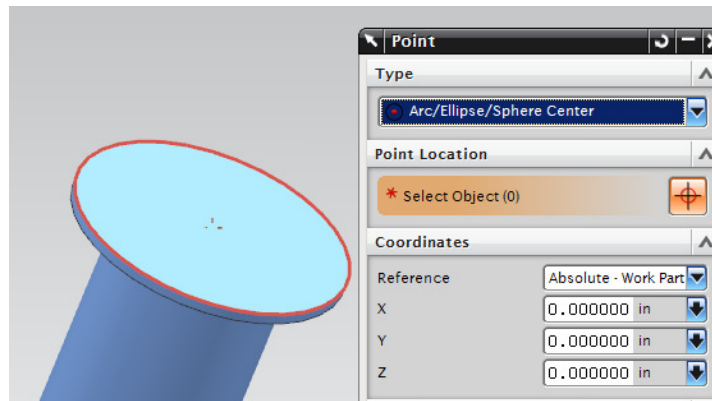 Point
Type
Arc/Ellipse/Sphere Center
Point Location
* Select Object (0)
Coordinates
Reference Absolute - Work Part
X 0.000000 in
Y 0.000000 in
Z 0.000000 in